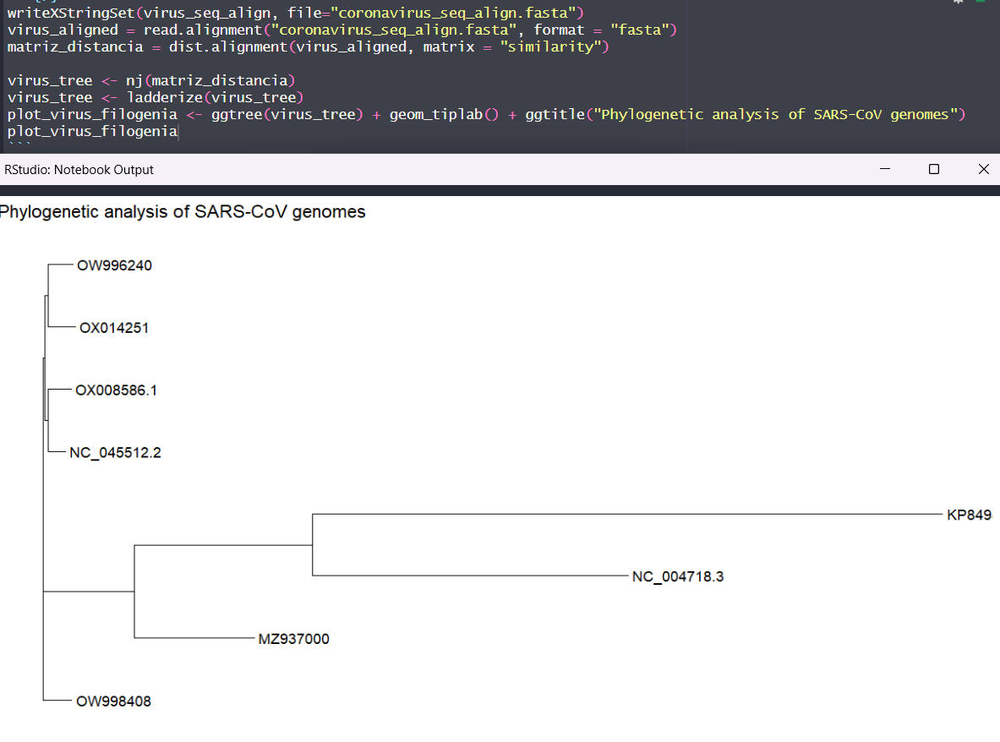 writeXStringSet(virus_seq_align, file="coronavirus_seq_align.fasta")
virus_aligned = read.alignment("coronavirus_seq_align.fasta", format = "fasta")
matriz_distancia = dist.alignment(virus_aligned, matrix = "similarity")
virus_tree <- nj(matriz_distancia)
virus_tree <- ladderize(virus_tree)
plot_virus_filogenia <- ggtree(virus_tree) + geom_tiplab() + ggtitle("Phylogenetic analysis of SARS-CoV genomes")
plot_virus_filogenia
```
RStudio: Notebook Output
Phylogenetic analysis of SARS-CoV genomes
OW996240
OX014251
OX008586.1
NC_045512.2
KP849
NC_004718.3
MZ937000
OW998408